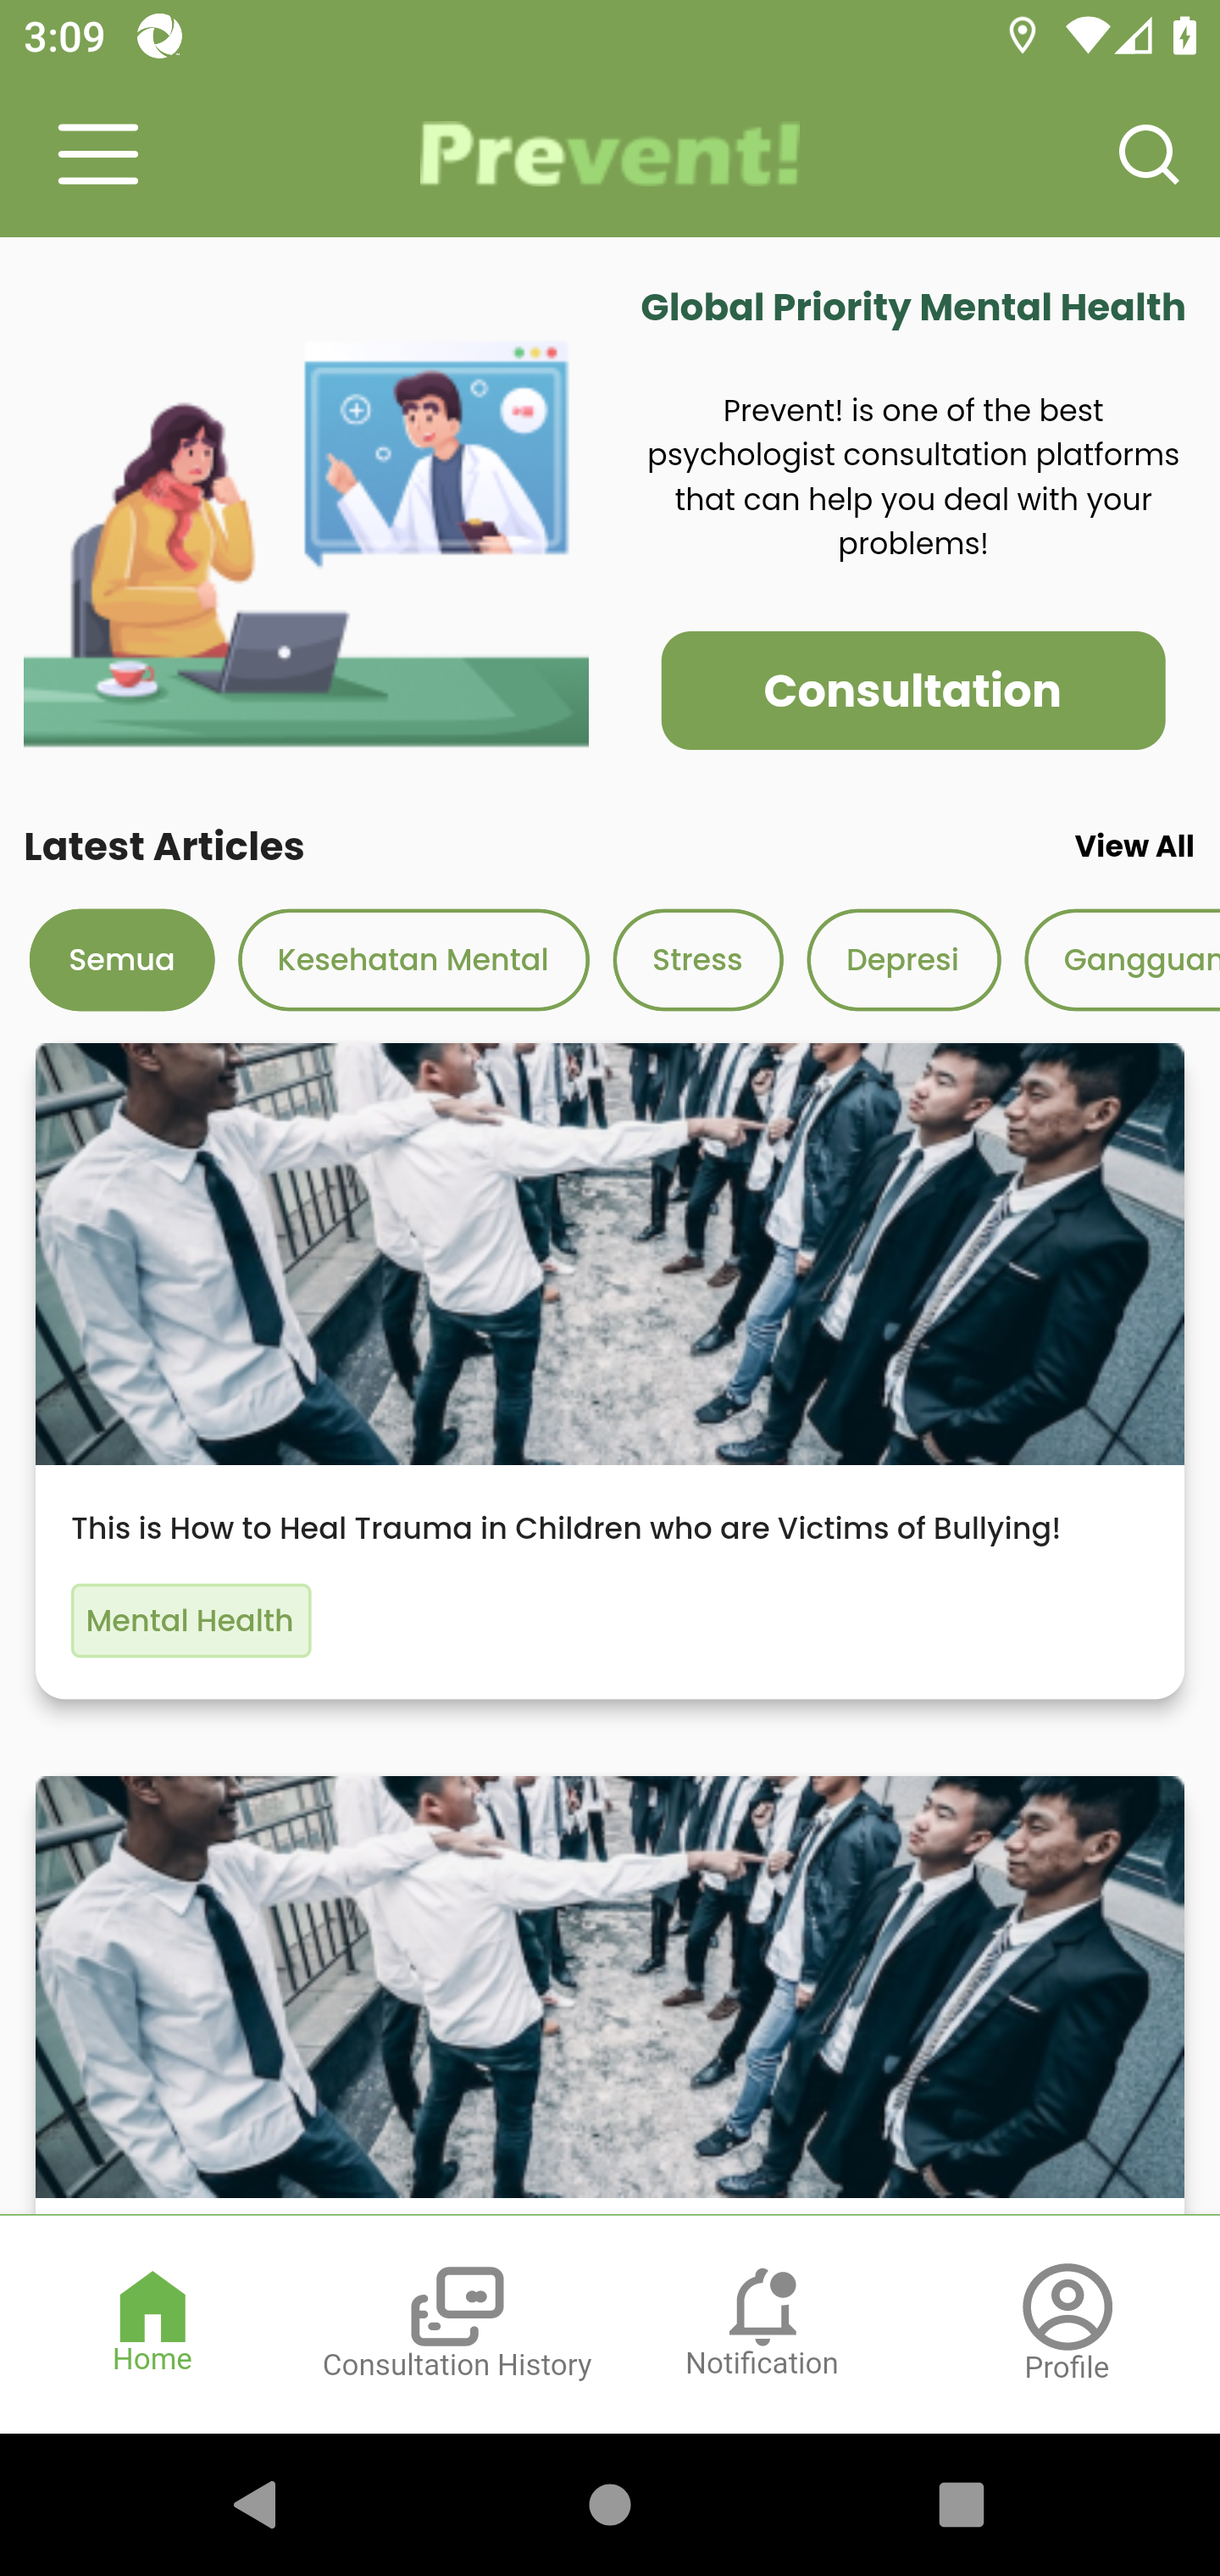 3:09
Prevent!
Global Priority Mental Health
Prevent! is one of the best
psychologist consultation platforms
that can help you deal with your
problems!
Consultation
Latest Articles
View All
Semua
Kesehatan Mental
Stress
Depresi
Gangguan
This is How to Heal Trauma in Children who are Victims of Bullying!
Mental Health
Home
Consultation History
Notification
Profile